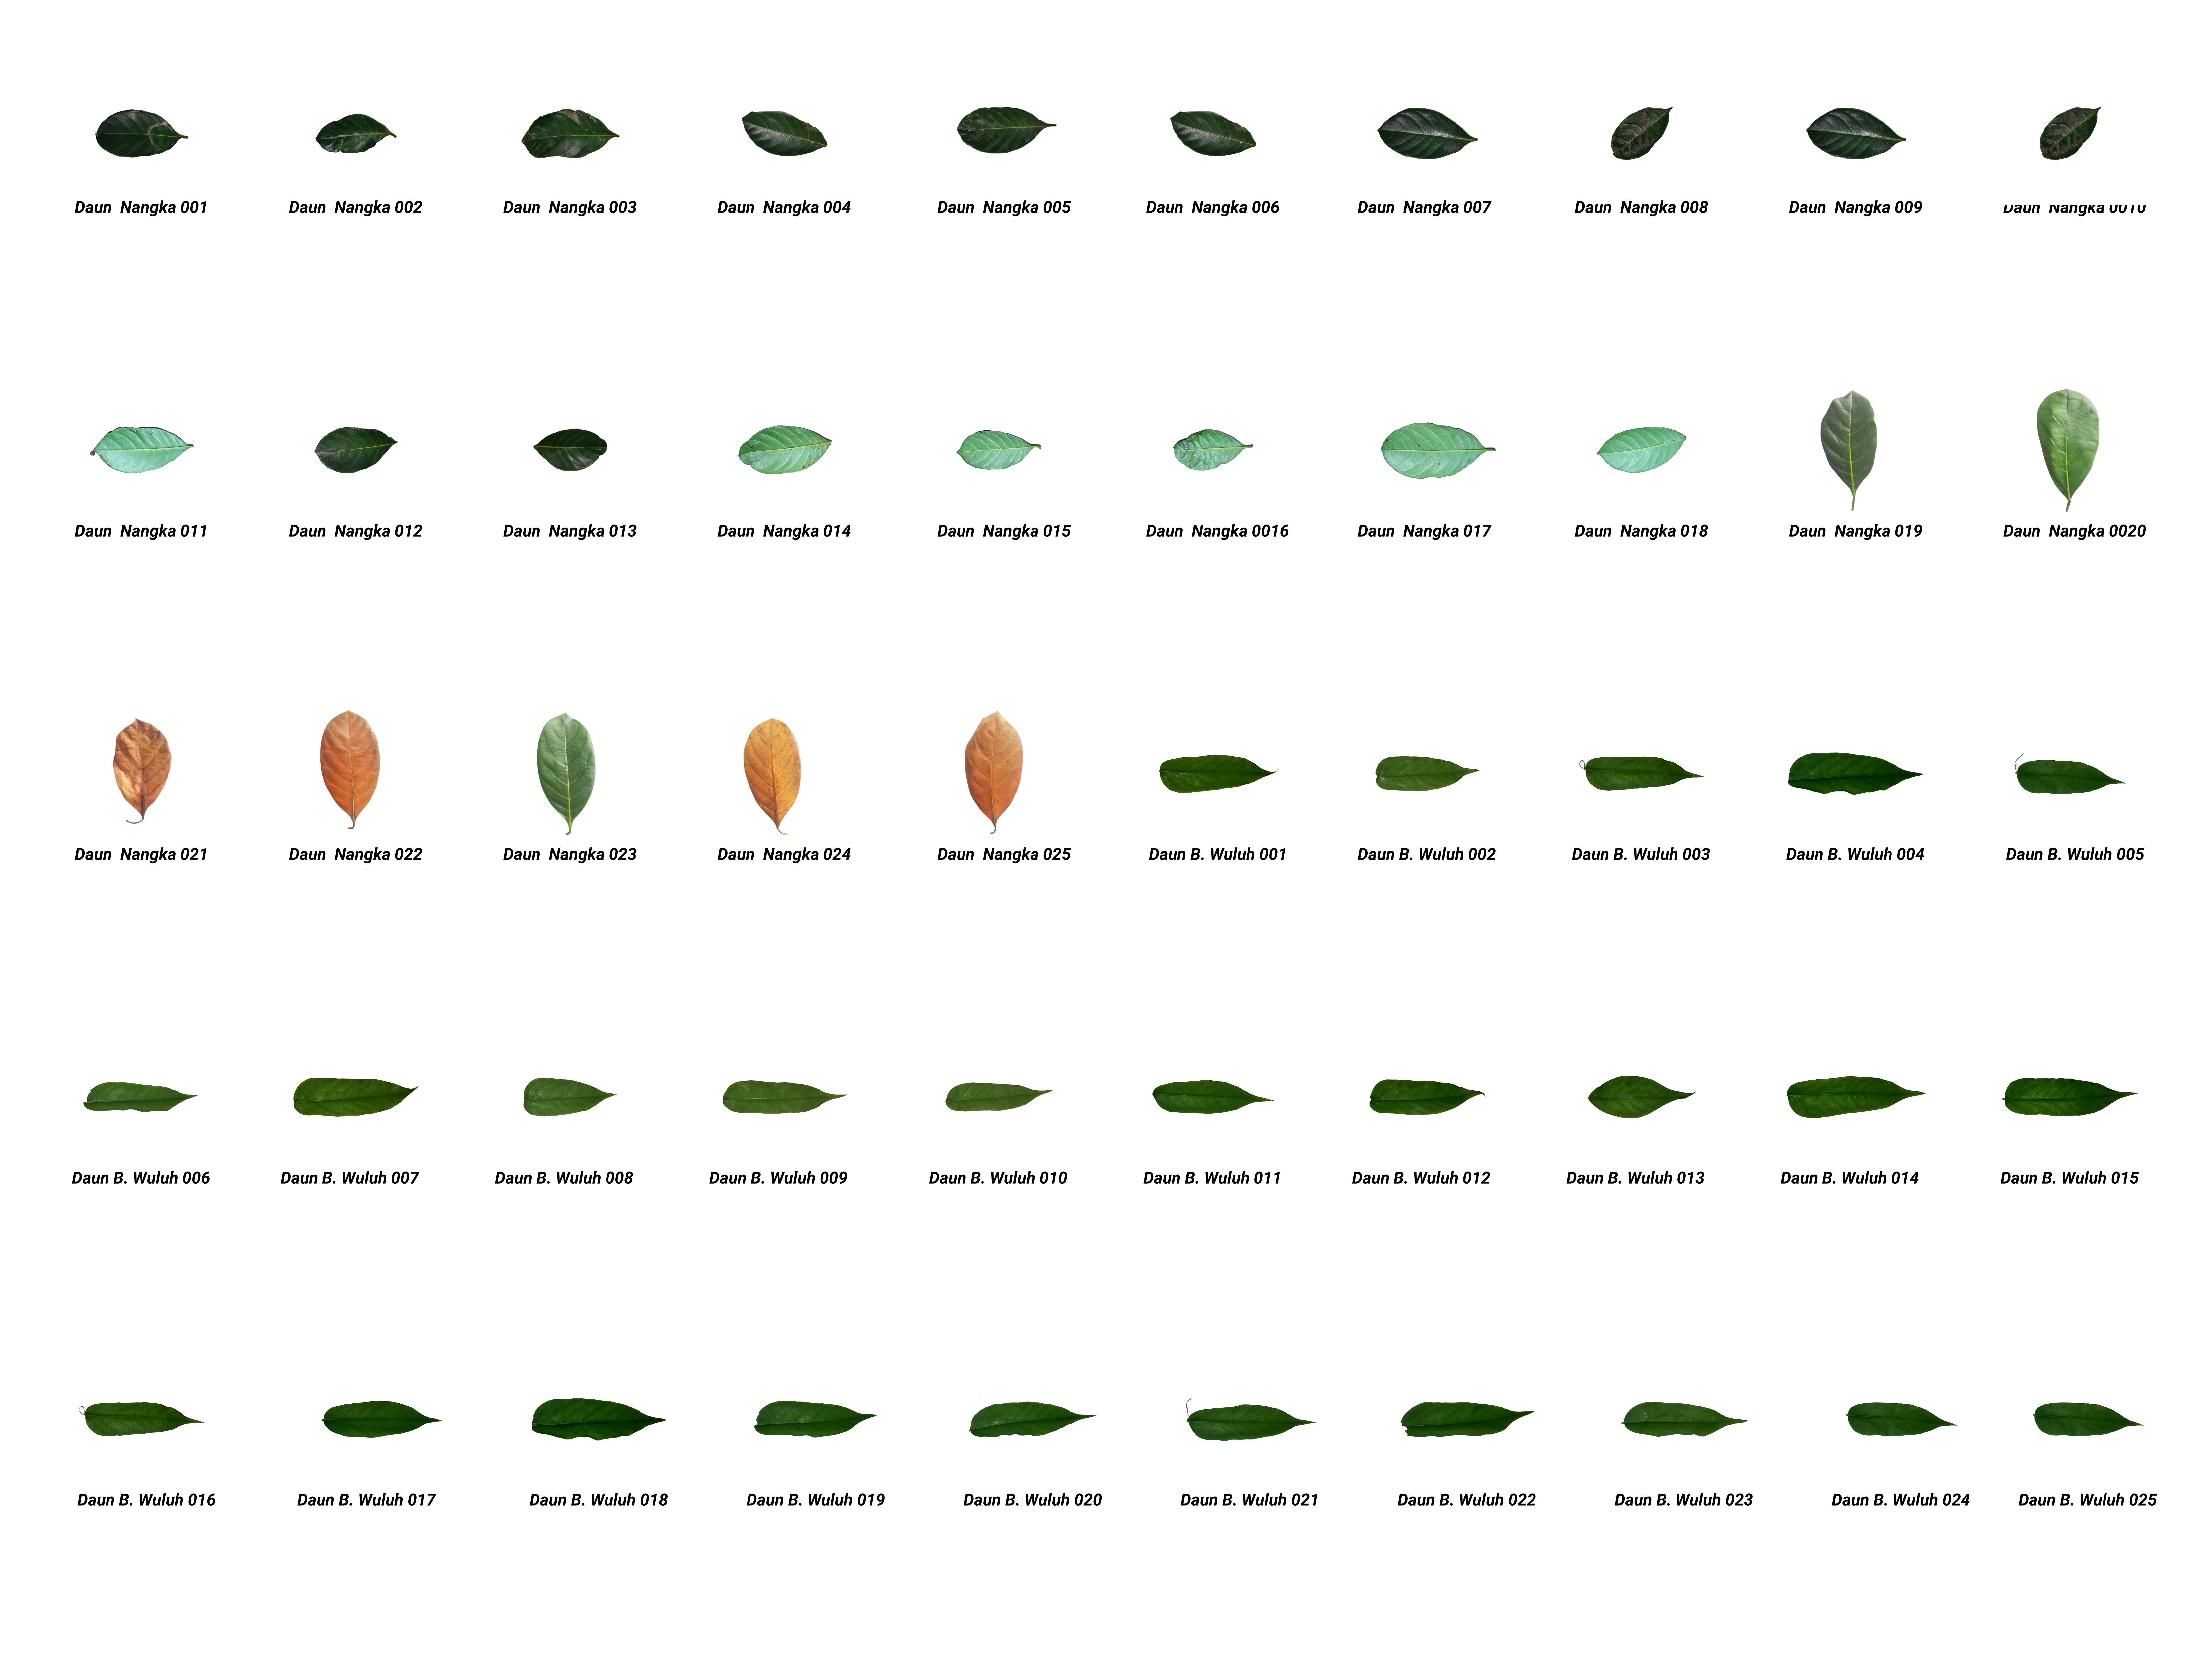 Daun Nangka 001
Daun Nangka 002
Daun Nangka 003
Daun Nangka 004
Daun Nangka 005
Daun Nangka 006
Daun Nangka 007
Daun Nangka 008
Daun Nangka 009
Daun Nangka 0010
Daun Nangka 011
Daun Nangka 012
Daun Nangka 013
Daun Nangka 014
Daun Nangka 015
Daun Nangka 0016
Daun Nangka 017
Daun Nangka 018
Daun Nangka 019
Daun Nangka 0020
Daun Nangka 021
Daun Nangka 022
Daun Nangka 023
Daun Nangka 024
Daun Nangka 025
Daun B. Wuluh 001
Daun B. Wuluh 002
Daun B. Wuluh 003
Daun B. Wuluh 004
Daun B. Wuluh 005
Daun B. Wuluh 006
Daun B. Wuluh 007
Daun B. Wuluh 008
Daun B. Wuluh 009
Daun B. Wuluh 010
Daun B. Wuluh 011
Daun B. Wuluh 012
Daun B. Wuluh 013
Daun B. Wuluh 014
Daun B. Wuluh 015
Daun B. Wuluh 016
Daun B. Wuluh 017
Daun B. Wuluh 018
Daun B. Wuluh 019
Daun B. Wuluh 020
Daun B. Wuluh 021
Daun B. Wuluh 022
Daun B. Wuluh 023
Daun B. Wuluh 024
Daun B. Wuluh 025